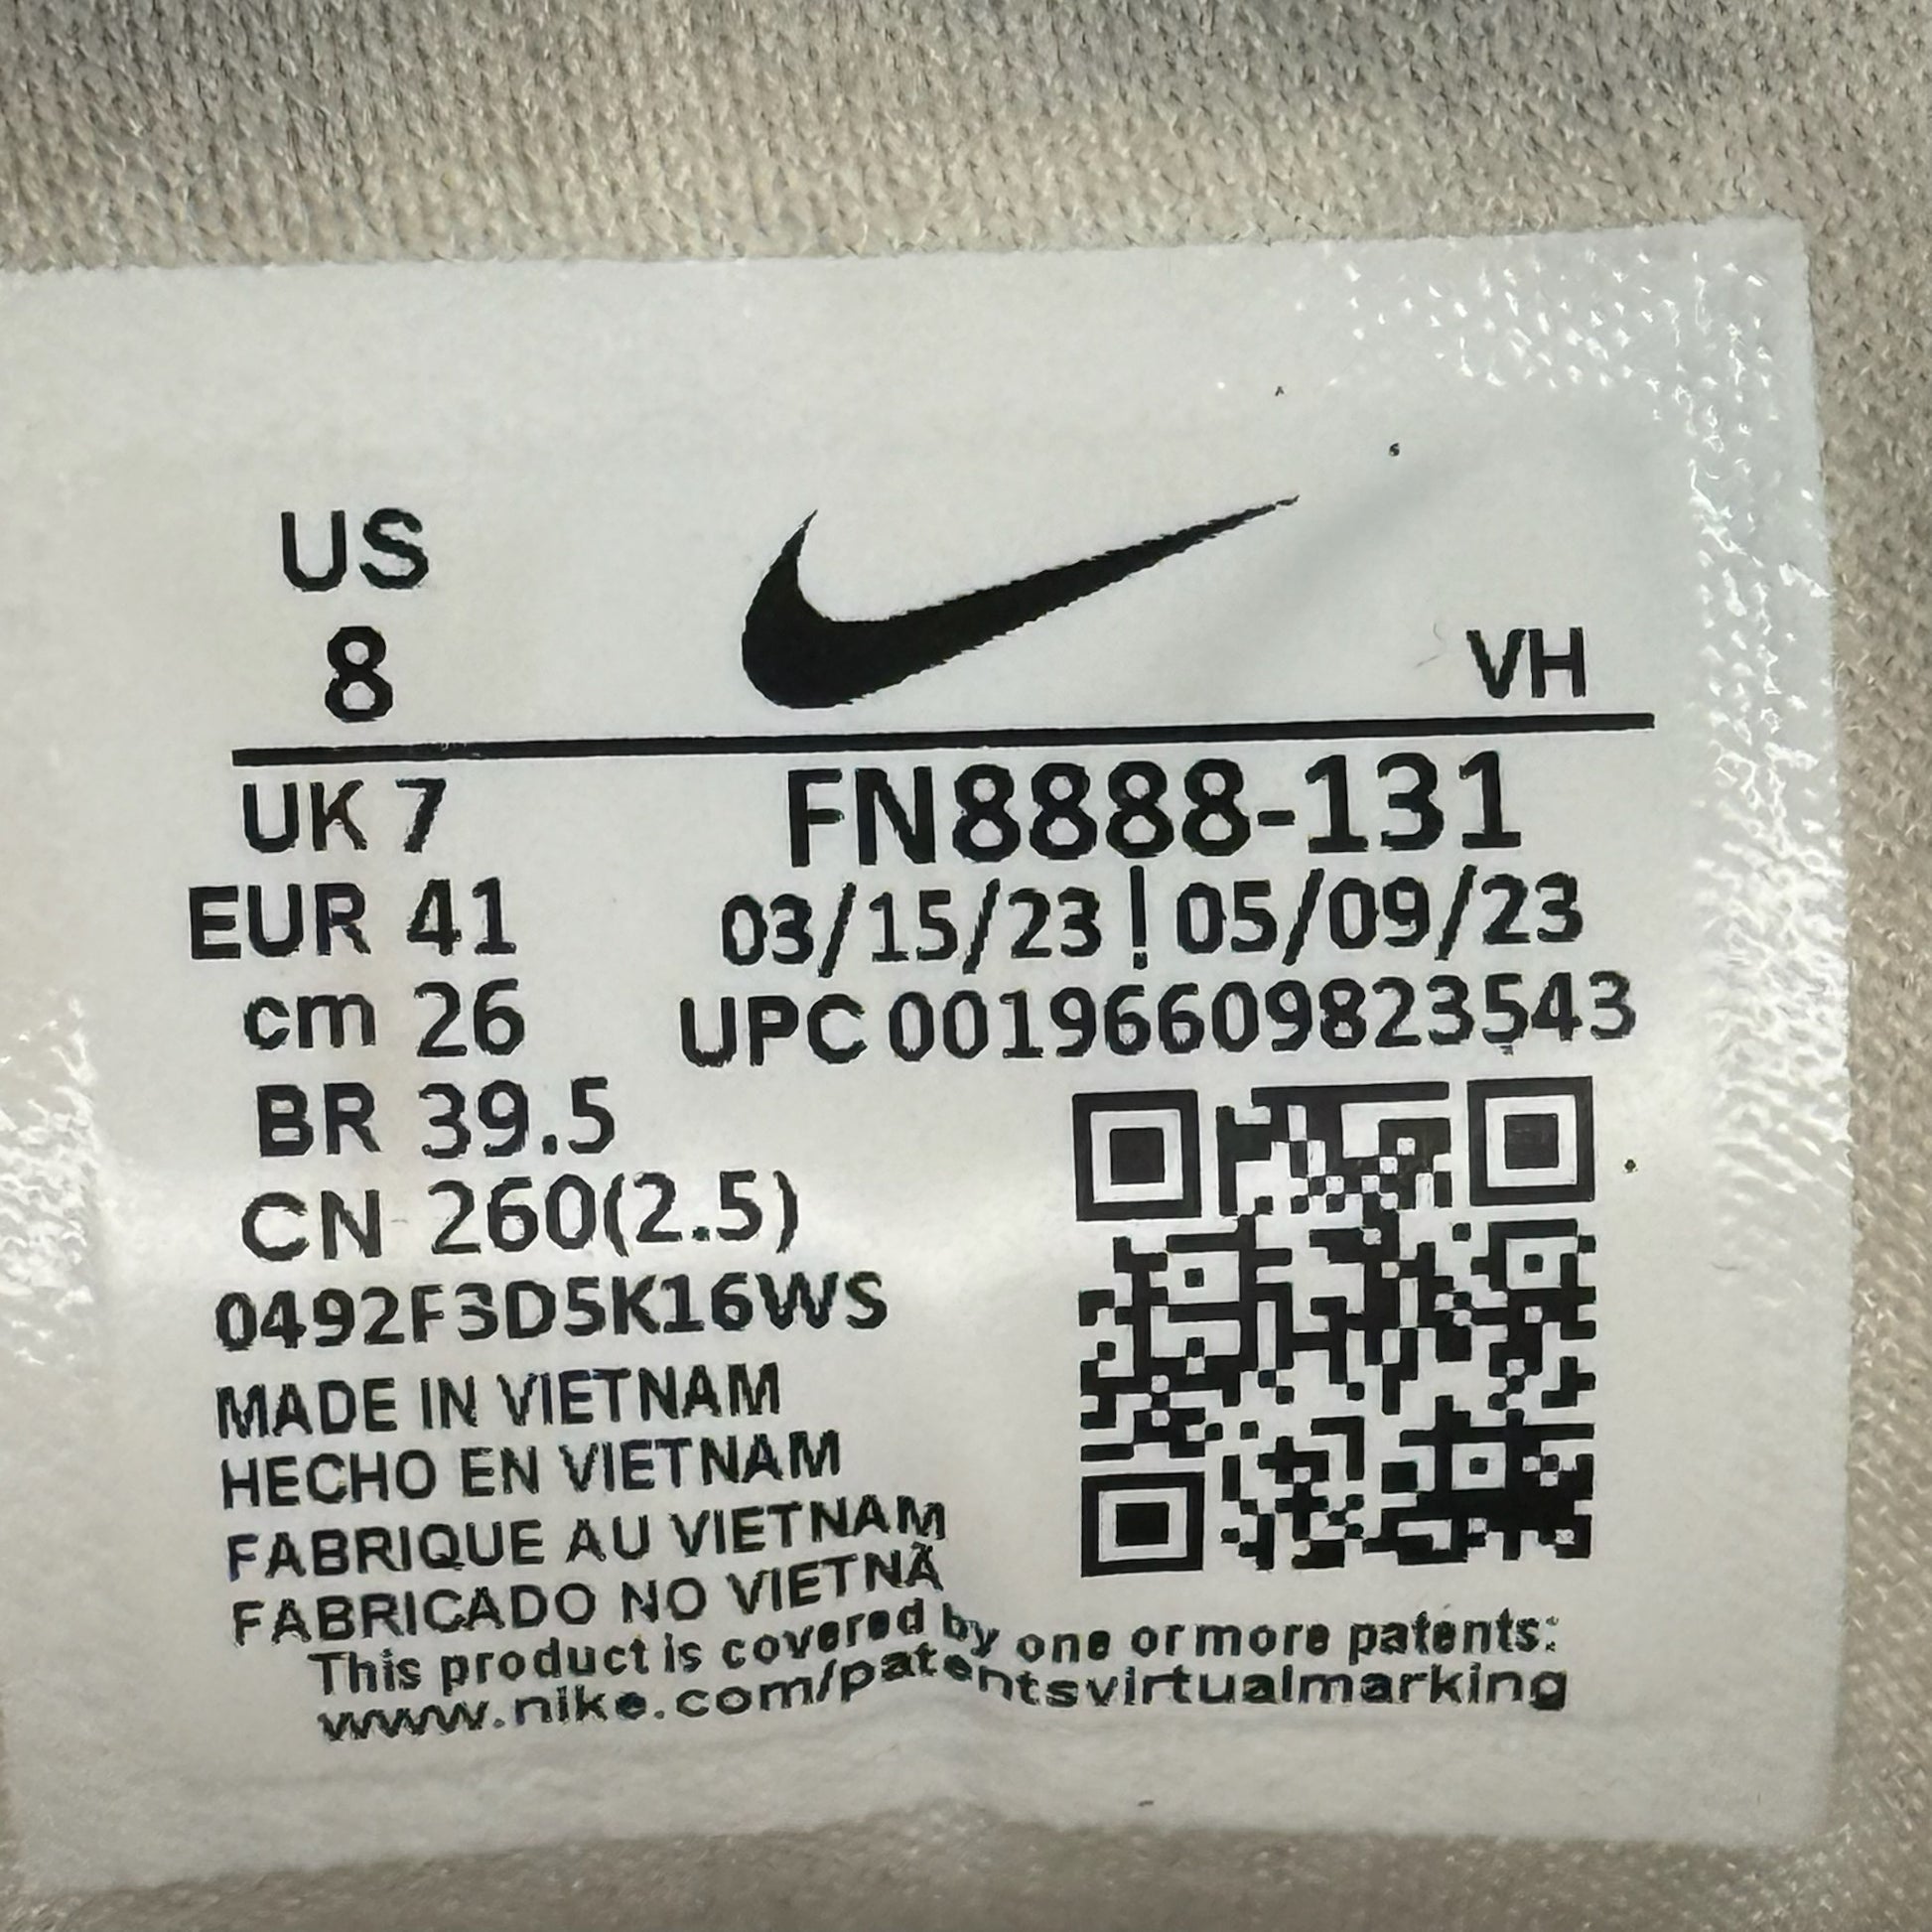 US
8
VH
UK 7
FN8888-131
EUR 41
03/15/23 | 05/09/23
cm 26
UPC 00196609823543
BR 39.5
CN 260(2.5)
0492F3D5K16WS
MADE IN VIETNAM
HECHO EN VIETNAM
FABRIQUE AU VIETNAM
FABRICADO NO VIETNÃ
This product is covered by one or more patents:
www.nike.com/patentsvirtualmarking